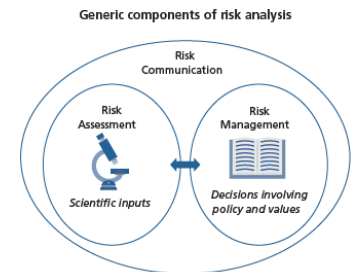 Generic components of risk analysis
Risk
Communication
Risk
Assessment
Scientific inputs
Risk
Management
Decisions involving
policy and values